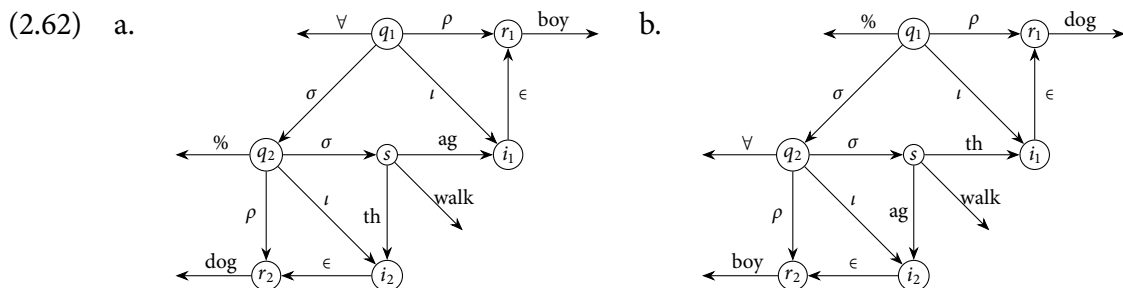 (2.62) a. b.
∀ q1 ρ r1 boy % q1 ρ r1 dog
σ ι ϵ σ ι ϵ
% q2 σ s ag i1 ∀ q2 σ s th i1
ρ ι th walk ρ ι ag walk
dog r2 ϵ i2 boy r2 ϵ i2